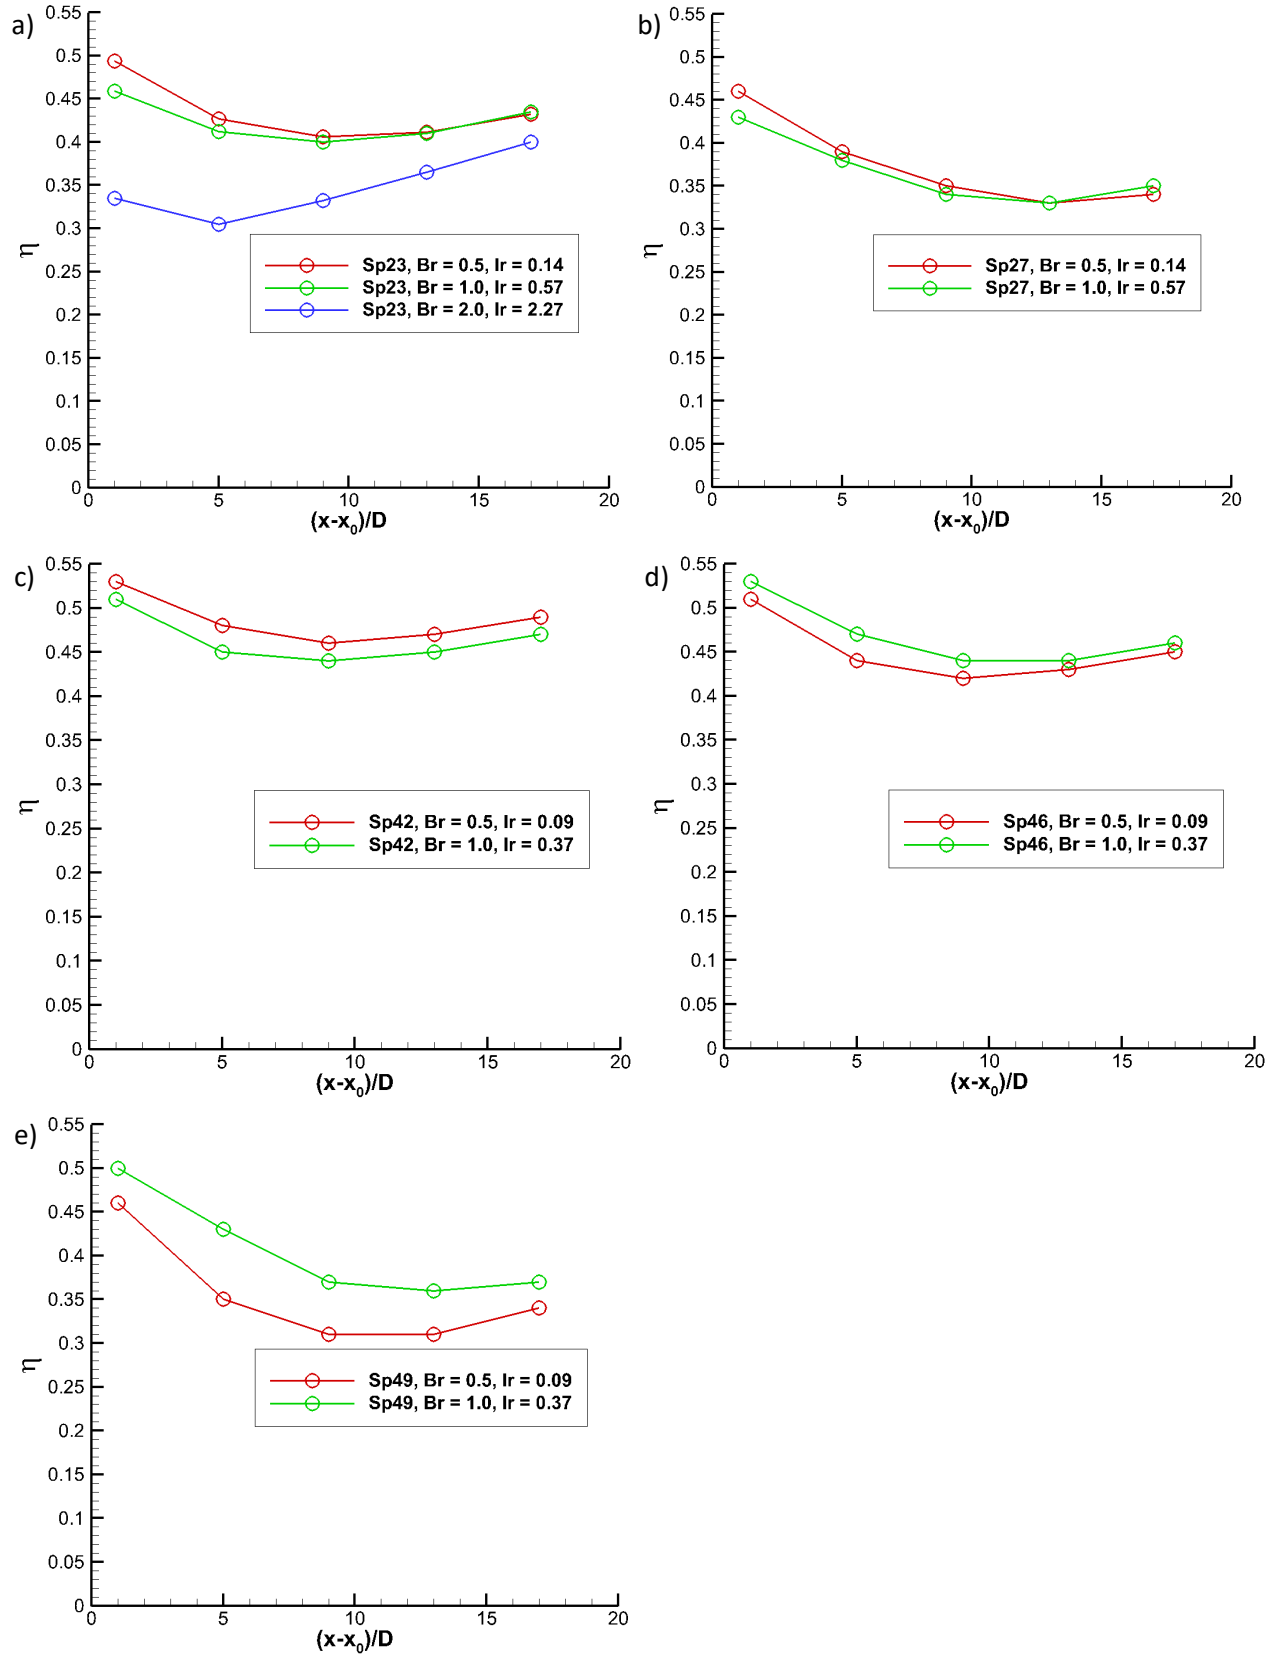 a)
0.55
0.5
0.45
0.4
0.35
0.3
0.25
0.2
0.15
0.1
0.05
0
η
0 5 10 15 20
(x-x0)/D
Sp23, Br = 0.5, Ir = 0.14
Sp23, Br = 1.0, Ir = 0.57
Sp23, Br = 2.0, Ir = 2.27
b)
0.55
0.5
0.45
0.4
0.35
0.3
0.25
0.2
0.15
0.1
0.05
0
η
0 5 10 15 20
(x-x0)/D
Sp27, Br = 0.5, Ir = 0.14
Sp27, Br = 1.0, Ir = 0.57
c)
0.55
0.5
0.45
0.4
0.35
0.3
0.25
0.2
0.15
0.1
0.05
0
η
0 5 10 15 20
(x-x0)/D
Sp42, Br = 0.5, Ir = 0.09
Sp42, Br = 1.0, Ir = 0.37
d)
0.55
0.5
0.45
0.4
0.35
0.3
0.25
0.2
0.15
0.1
0.05
0
η
0 5 10 15 20
(x-x0)/D
Sp46, Br = 0.5, Ir = 0.09
Sp46, Br = 1.0, Ir = 0.37
e)
0.55
0.5
0.45
0.4
0.35
0.3
0.25
0.2
0.15
0.1
0.05
0
η
0 5 10 15 20
(x-x0)/D
Sp49, Br = 0.5, Ir = 0.09
Sp49, Br = 1.0, Ir = 0.37